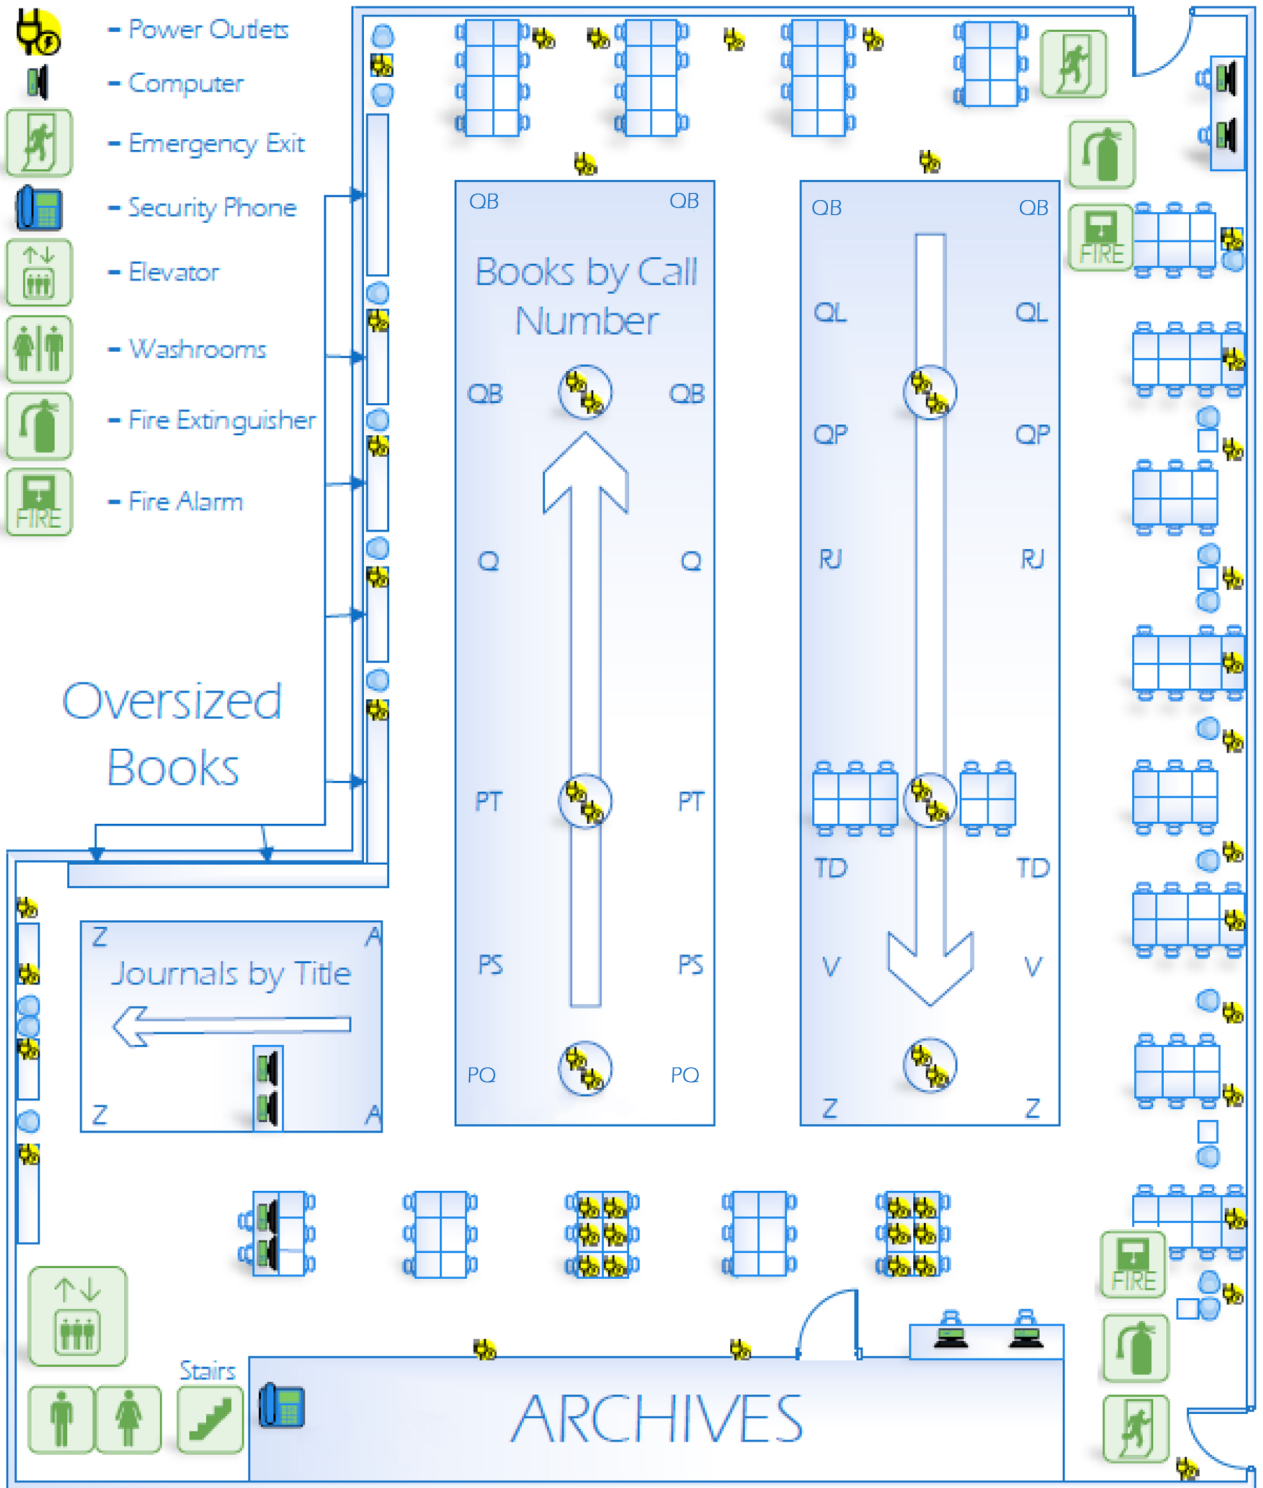 - Power Outlets
- Computer
- Emergency Exit
- Security Phone
- Elevator
- Washrooms
- Fire Extinguisher
FIRE
- Fire Alarm
Oversized
Books
QB QB
Books by Call
Number
QB QB
Q Q
PT PT
PS PS
PQ PQ
QB QB
QL QL
QP QP
RJ RJ
TD TD
V V
Z Z
FIRE
Z A
Journals by Title
Z A
FIRE
Stairs
ARCHIVES